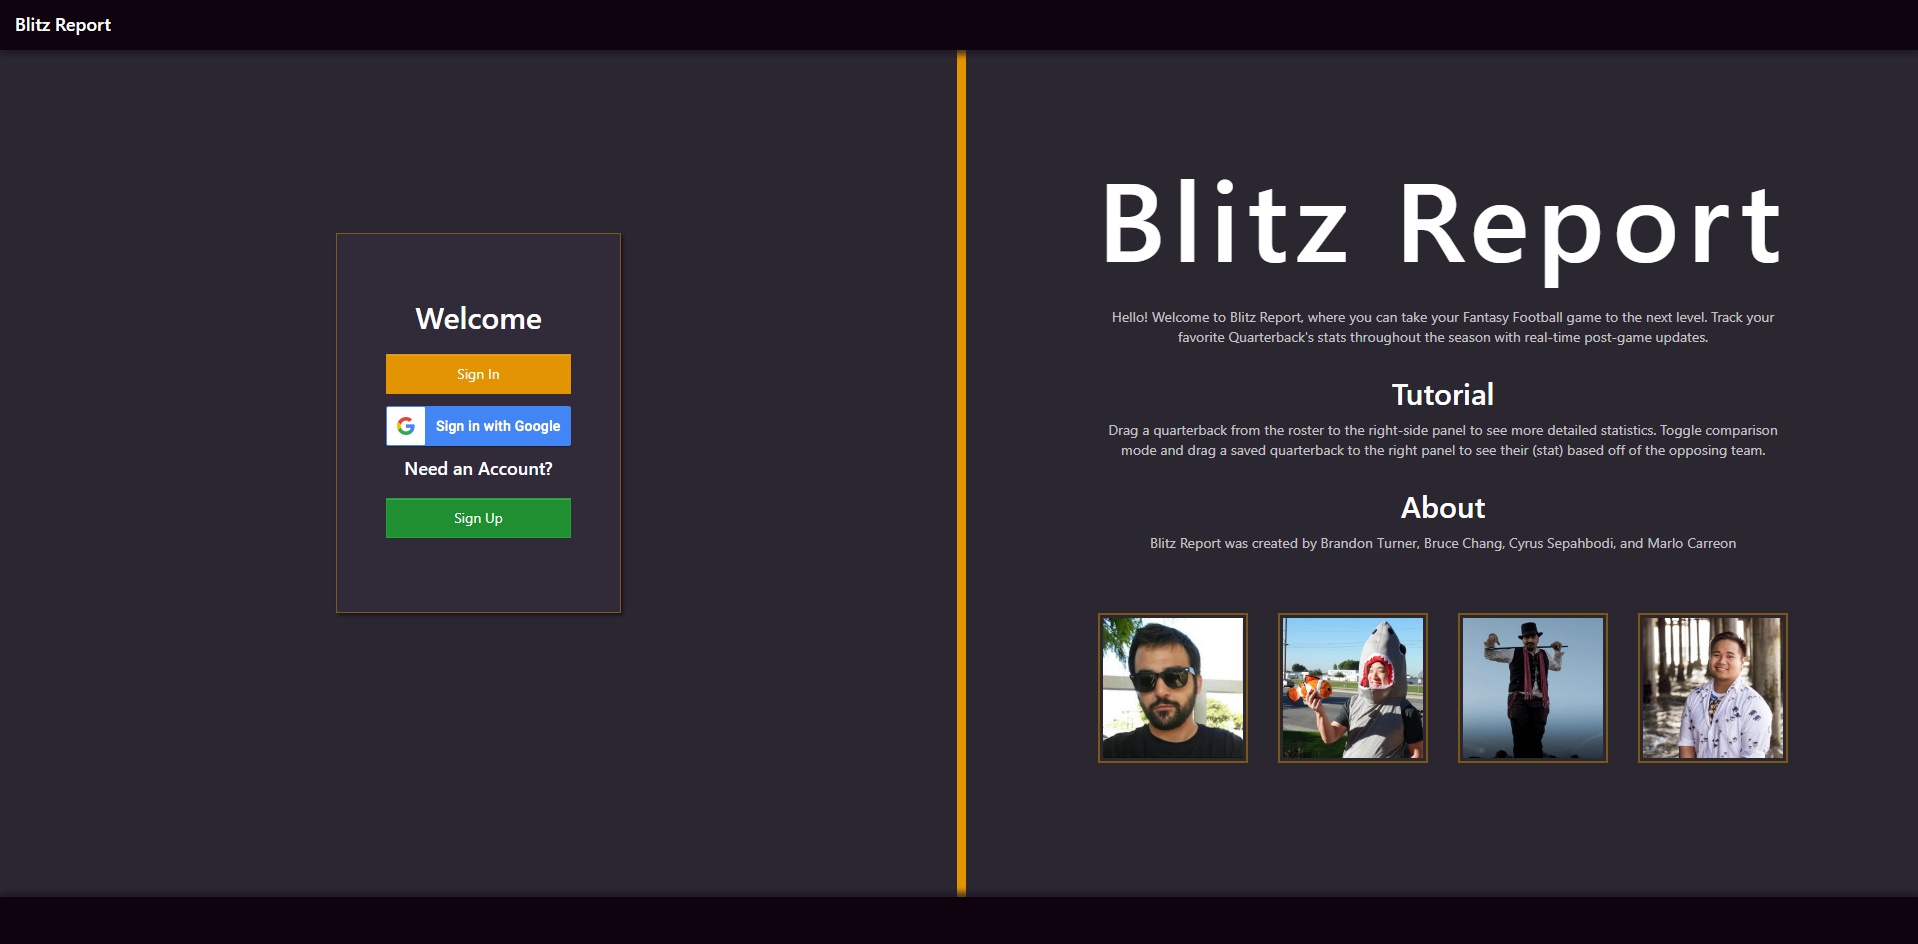 Blitz Report
Welcome
Sign In
Sign in with Google
Need an Account?
Sign Up
Blitz Report
Hello! Welcome to Blitz Report, where you can take your Fantasy Football game to the next level. Track your
favorite Quarterback's stats throughout the season with real-time post-game updates.
Tutorial
Drag a quarterback from the roster to the right-side panel to see more detailed statistics. Toggle comparison
mode and drag a saved quarterback to the right panel to see their (stat) based off of the opposing team.
About
Blitz Report was created by Brandon Turner, Bruce Chang, Cyrus Sepahbodi, and Marlo Carreon